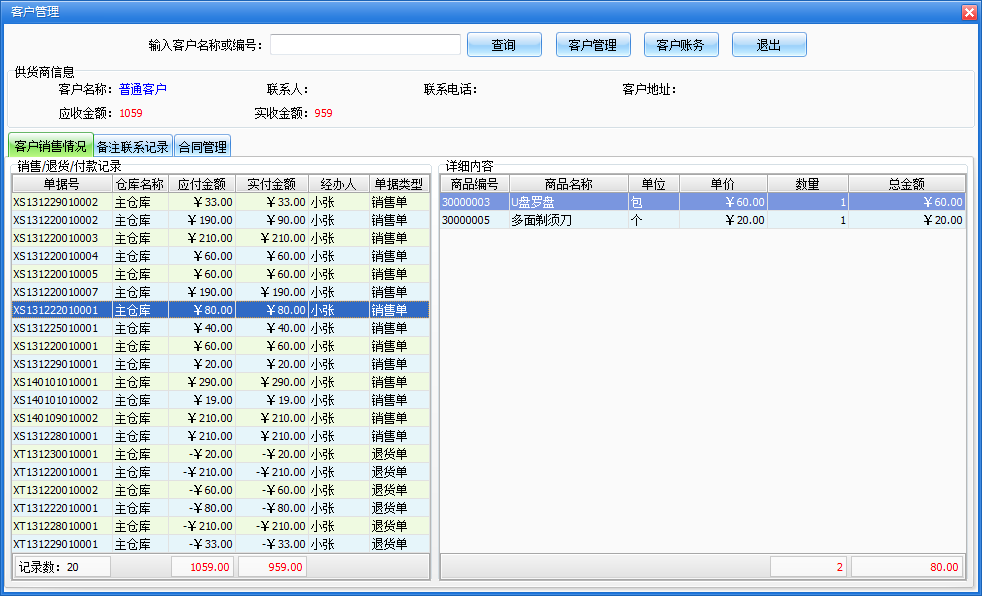 客户管理
输入客户名称或编号： 查询 客户管理 客户账务 退出
供货商信息
客户名称： 普通客户 联系人： 联系电话： 客户地址：
应收金额： 1059 实收金额： 959
客户销售情况 备注联系记录 合同管理
销售/退货/付款记录
单据号 仓库名称 应付金额 实付金额 经办人 单据类型
XS131229010002 主仓库 ￥33.00 ￥33.00 小张 销售单
XS131220010002 主仓库 ￥190.00 ￥90.00 小张 销售单
XS131220010003 主仓库 ￥210.00 ￥210.00 小张 销售单
XS131220010004 主仓库 ￥60.00 ￥60.00 小张 销售单
XS131220010005 主仓库 ￥60.00 ￥60.00 小张 销售单
XS131220010007 主仓库 ￥190.00 ￥190.00 小张 销售单
XS131222010001 主仓库 ￥80.00 ￥80.00 小张 销售单
XS131225010001 主仓库 ￥40.00 ￥40.00 小张 销售单
XS131220010001 主仓库 ￥60.00 ￥60.00 小张 销售单
XS131229010001 主仓库 ￥20.00 ￥20.00 小张 销售单
XS140101010001 主仓库 ￥290.00 ￥290.00 小张 销售单
XS140101010002 主仓库 ￥19.00 ￥19.00 小张 销售单
XS140109010002 主仓库 ￥210.00 ￥210.00 小张 销售单
XS131228010001 主仓库 ￥210.00 ￥210.00 小张 销售单
XT131230010001 主仓库 -￥20.00 -￥20.00 小张 退货单
XT131220010001 主仓库 -￥210.00 -￥210.00 小张 退货单
XT131220010002 主仓库 -￥60.00 -￥60.00 小张 退货单
XT131222010001 主仓库 -￥80.00 -￥80.00 小张 退货单
XT131228010001 主仓库 -￥210.00 -￥210.00 小张 退货单
XT131229010001 主仓库 -￥33.00 -￥33.00 小张 退货单
记录数： 20 1059.00 959.00
详细内容
商品编号 商品名称 单位 单价 数量 总金额
30000003 U盘罗盘 包 ￥60.00 1 ￥60.00
30000005 多面剃须刀 个 ￥20.00 1 ￥20.00
2 80.00